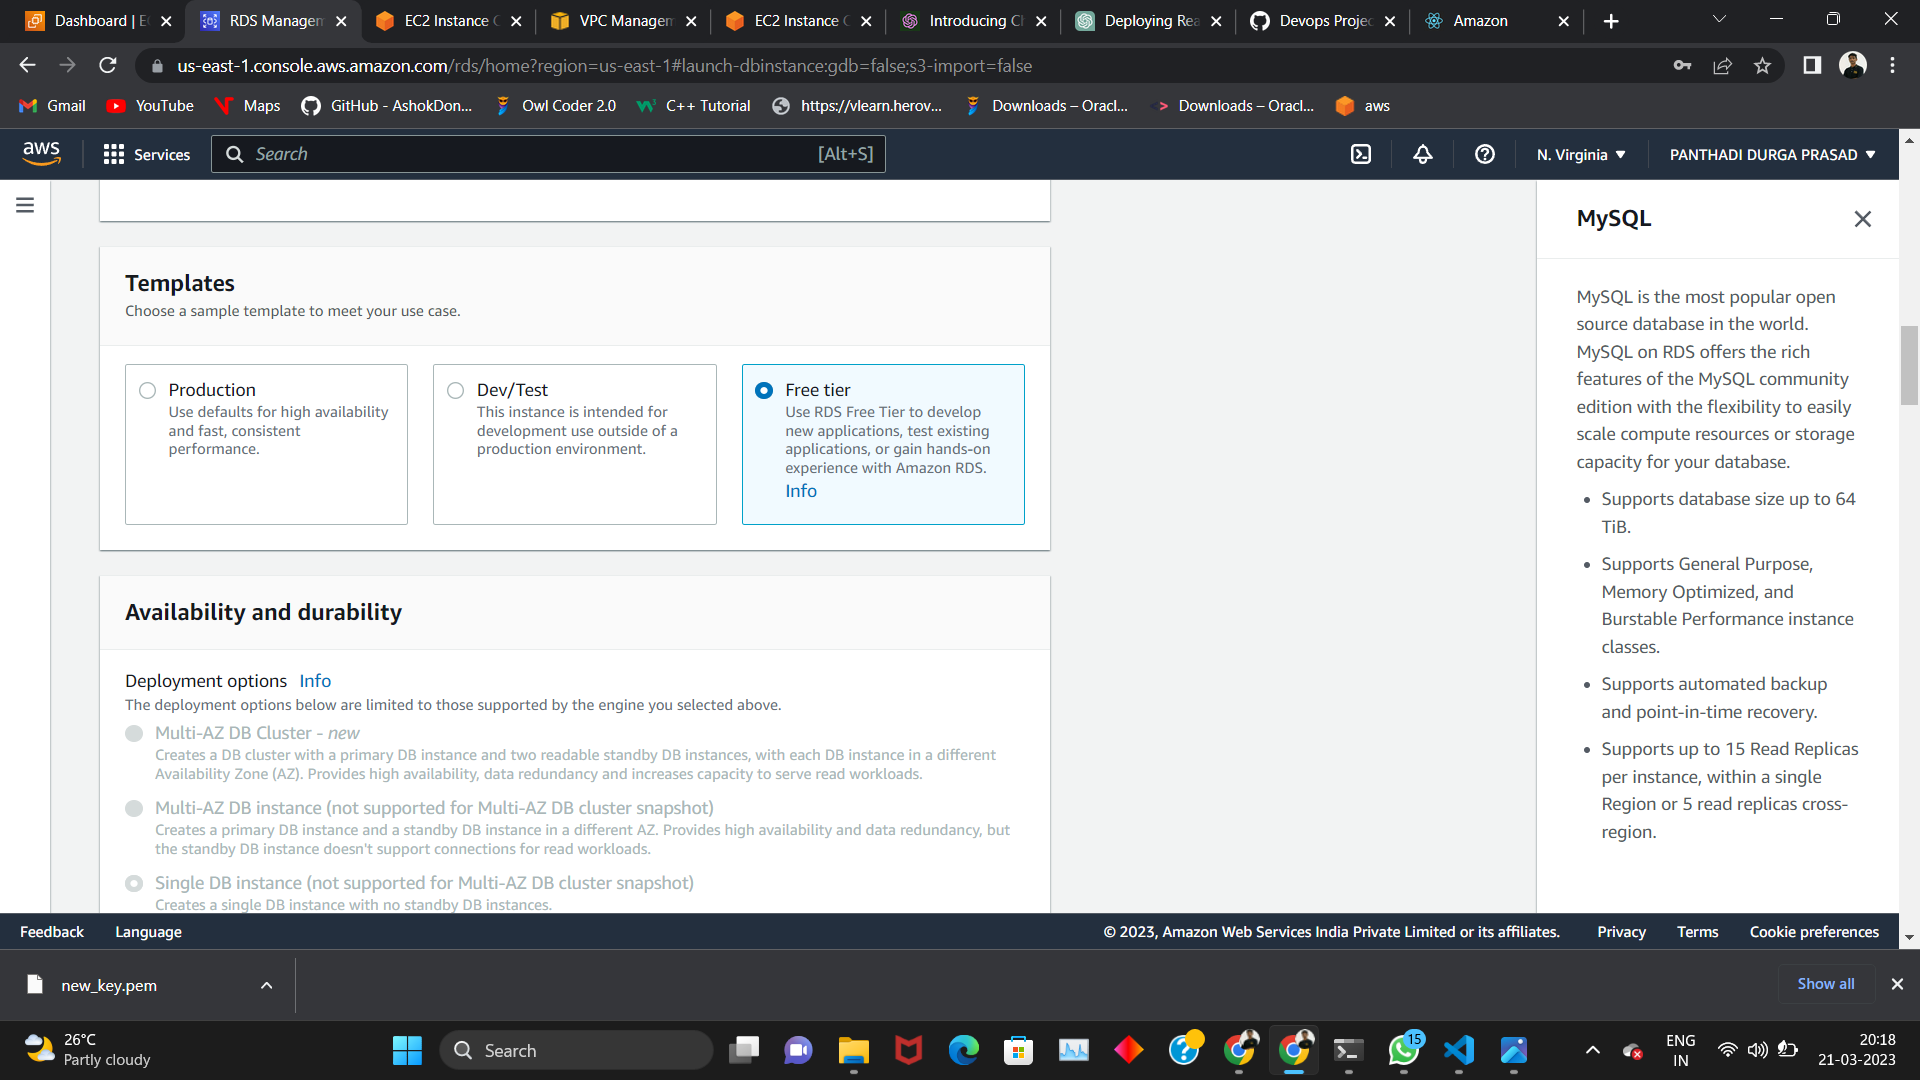 Dashboard | E
RDS Managem
EC2 Instance C
VPC Managem
EC2 Instance C
Introducing Ch
Deploying Rea
Devops Projec
Amazon
us-east-1.console.aws.amazon.com/rds/home?region=us-east-1#launch-dbinstance:gdb=false;s3-import=false
Gmail
YouTube
Maps
GitHub - AshokDon...
Owl Coder 2.0
C++ Tutorial
https://vlearn.herov...
Downloads – Oracl...
Downloads – Oracl...
aws
aws
Services
Search
[Alt+S]
N. Virginia
PANTHADI DURGA PRASAD
Templates
Choose a sample template to meet your use case.
Production
Use defaults for high availability
and fast, consistent
performance.
Dev/Test
This instance is intended for
development use outside of a
production environment.
Free tier
Use RDS Free Tier to develop
new applications, test existing
applications, or gain hands-on
experience with Amazon RDS.
Info
Availability and durability
Deployment options Info
The deployment options below are limited to those supported by the engine you selected above.
Multi-AZ DB Cluster - new
Creates a DB cluster with a primary DB instance and two readable standby DB instances, with each DB instance in a different
Availability Zone (AZ). Provides high availability, data redundancy and increases capacity to serve read workloads.
Multi-AZ DB instance (not supported for Multi-AZ DB cluster snapshot)
Creates a primary DB instance and a standby DB instance in a different AZ. Provides high availability and data redundancy, but
the standby DB instance doesn't support connections for read workloads.
Single DB instance (not supported for Multi-AZ DB cluster snapshot)
Creates a single DB instance with no standby DB instances.
MySQL
MySQL is the most popular open
source database in the world.
MySQL on RDS offers the rich
features of the MySQL community
edition with the flexibility to easily
scale compute resources or storage
capacity for your database.
• Supports database size up to 64
TiB.
• Supports General Purpose,
Memory Optimized, and
Burstable Performance instance
classes.
• Supports automated backup
and point-in-time recovery.
• Supports up to 15 Read Replicas
per instance, within a single
Region or 5 read replicas cross-
region.
Feedback
Language
© 2023, Amazon Web Services India Private Limited or its affiliates.
Privacy
Terms
Cookie preferences
new_key.pem
Show all
26°C
Partly cloudy
Search
15
ENG
IN
20:18
21-03-2023